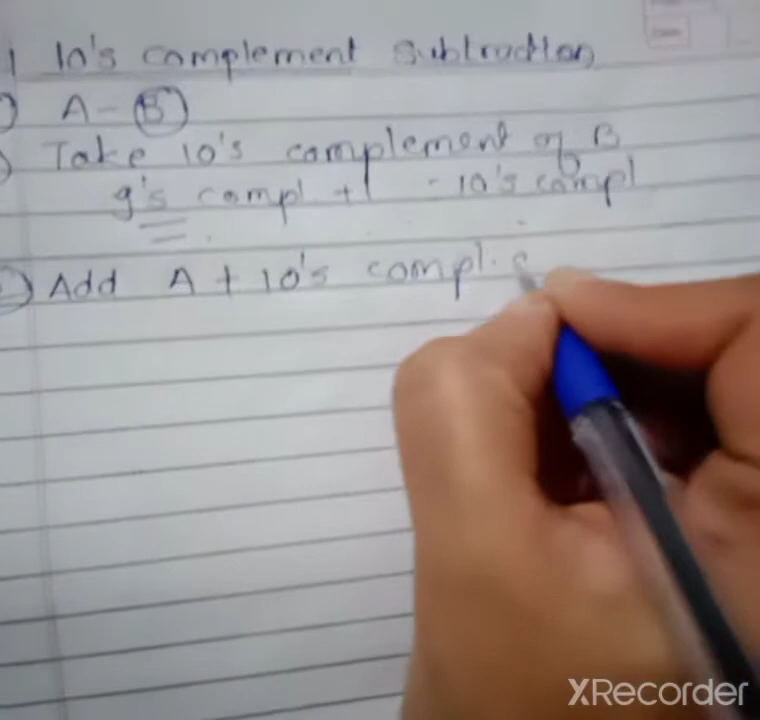 10's complement subtraction
A - B
Take 10's complement of B
9's compl. + 1 - 10's compl
Add A + 10's compl.
XRecorder